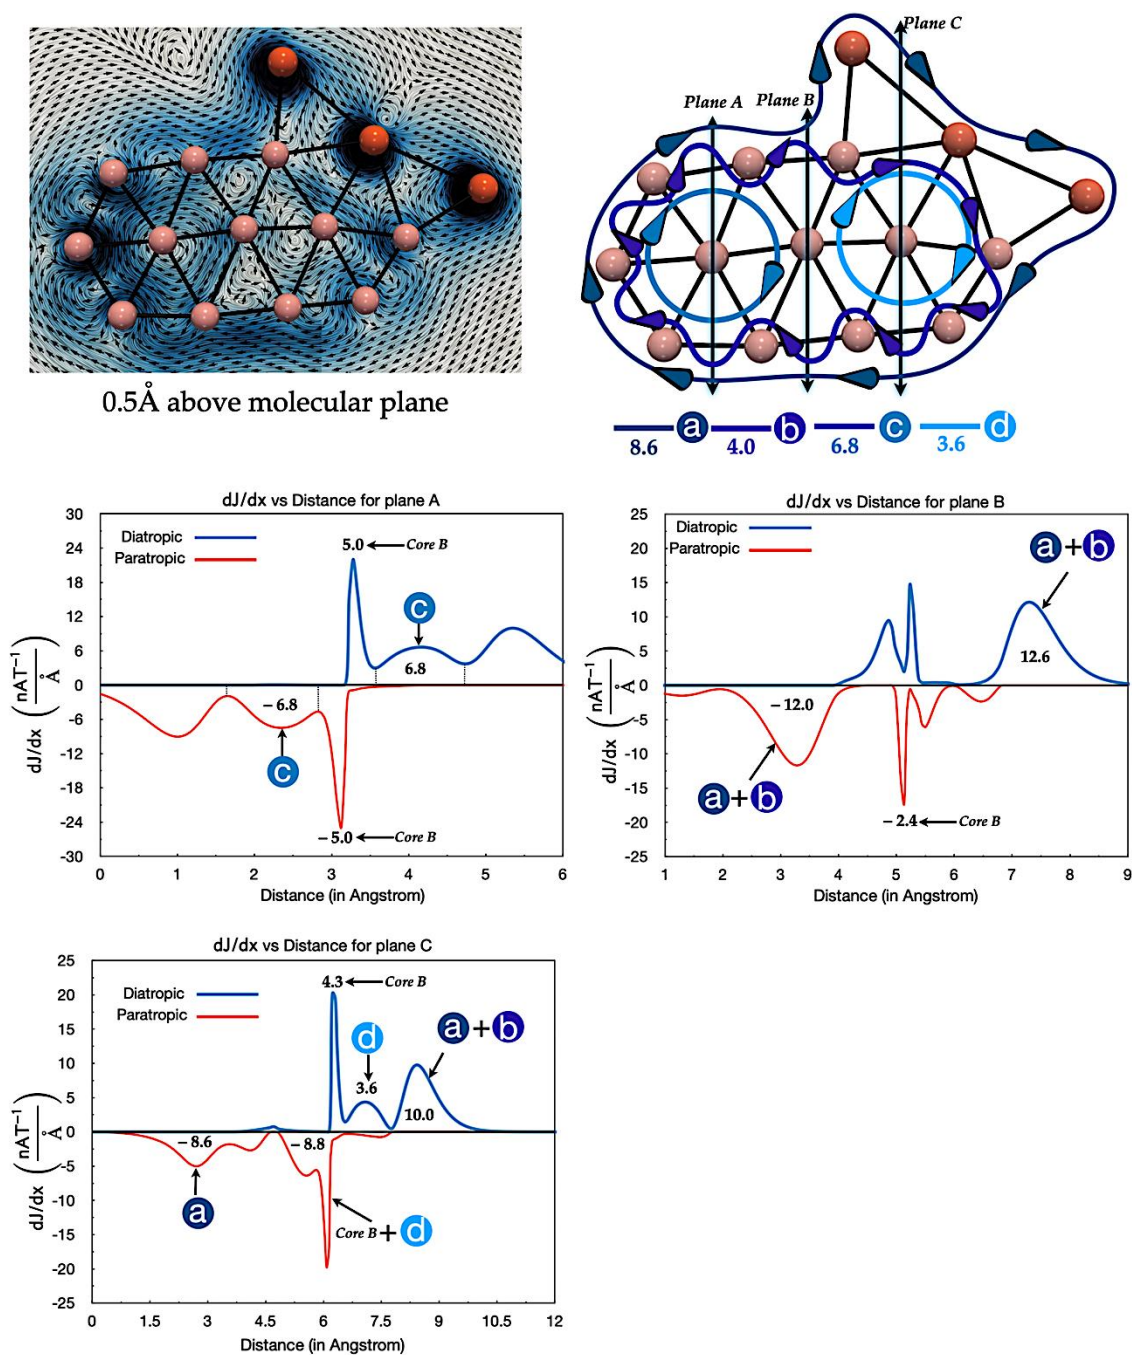 0.5Å above molecular plane
Plane A
Plane B
Plane C
a b c d
8.6 4.0 6.8 3.6
dJ/dx vs Distance for plane A
Diatropic
Paratropic
5.0 Core B
c
6.8
−6.8
c
−5.0 Core B
30
24
18
12
6
0
-6
-12
-18
-24
-30
dJ/dx (nAT⁻¹/Å)
0 1 2 3 4 5 6
Distance (in Angstrom)
dJ/dx vs Distance for plane B
Diatropic
Paratropic
a+b
12.6
−12.0
a+b
−2.4 Core B
25
20
15
10
5
0
-5
-10
-15
-20
-25
dJ/dx (nAT⁻¹/Å)
1 2 3 4 5 6 7 8 9
Distance (in Angstrom)
dJ/dx vs Distance for plane C
Diatropic
Paratropic
4.3 Core B
a+b
d
3.6
10.0
−8.6
−8.8
a
Core B + d
25
20
15
10
5
0
-5
-10
-15
-20
-25
dJ/dx (nAT⁻¹/Å)
0 1.5 3 4.5 6 7.5 9 10.5 12
Distance (in Angstrom)